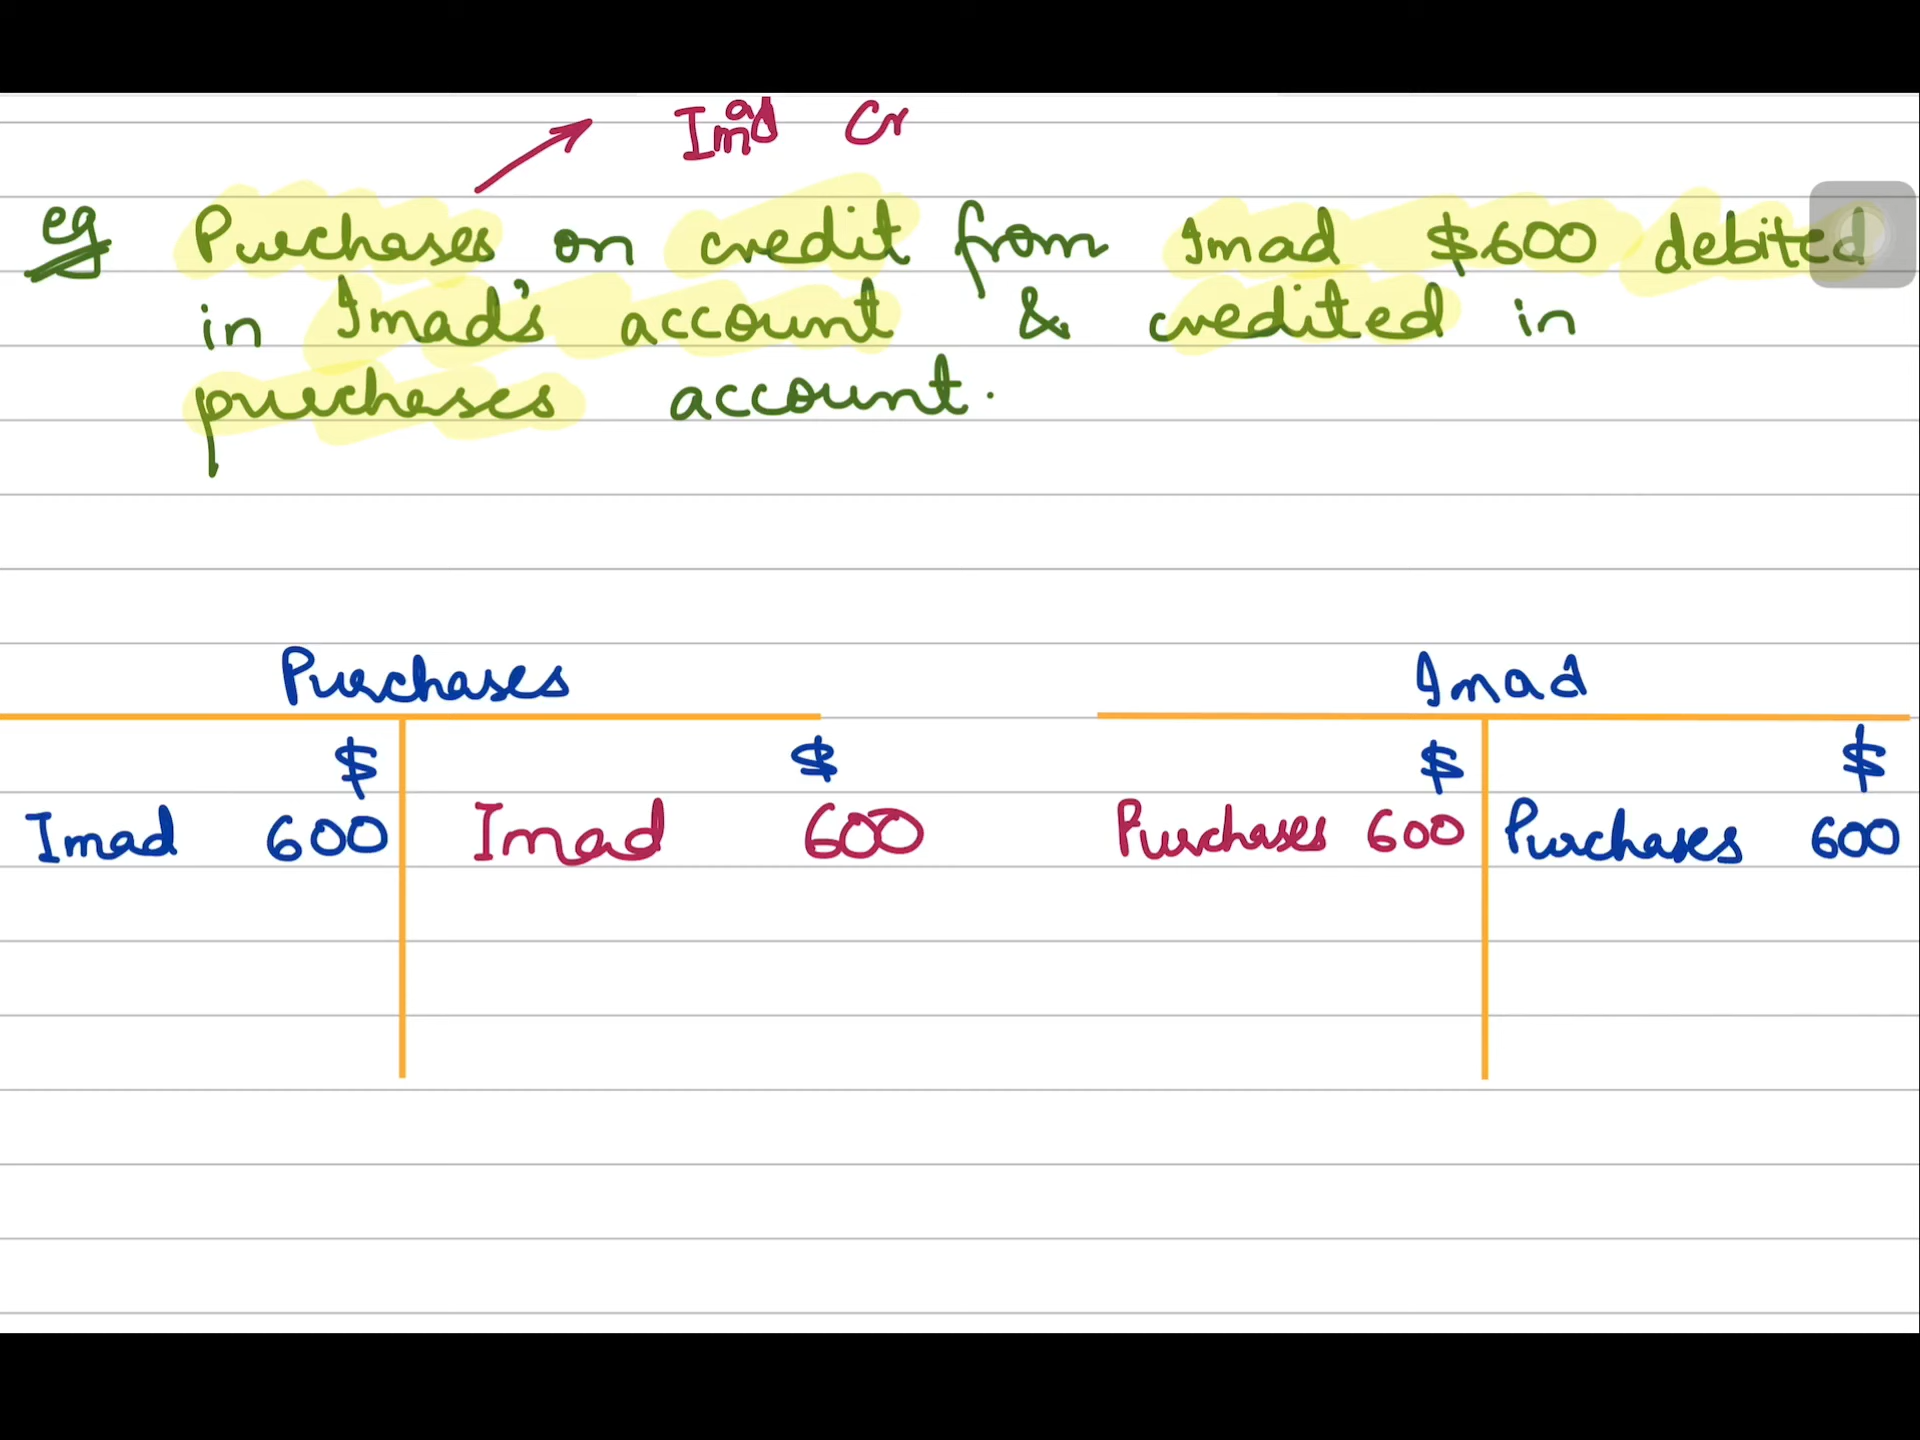 Imad Cr
eg Purchases on credit from Imad $600 debited
in Imad's account & credited in
purchases account.
Purchases Imad
$ $ $ $
Imad 600 Imad 600 Purchases 600 Purchases 600